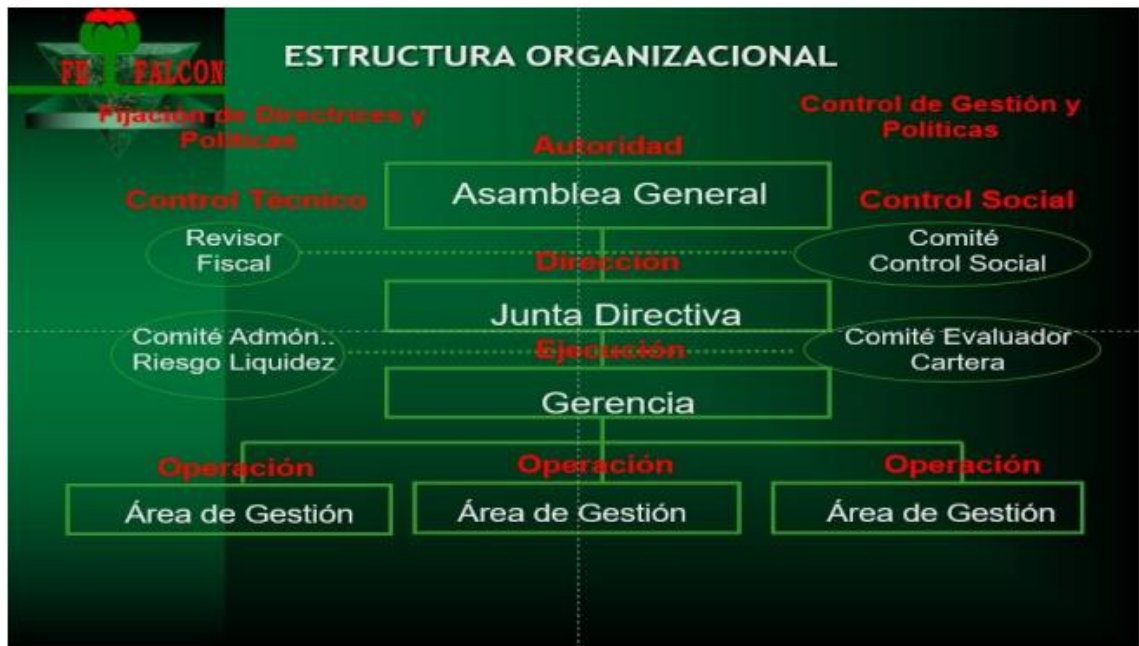 FE FALCON
ESTRUCTURA ORGANIZACIONAL
Fijación de Directrices y
Políticas
Control de Gestión y
Políticas
Autoridad
Asamblea General
Control Técnico
Revisor
Fiscal
Control Social
Comité
Control Social
Dirección
Junta Directiva
Comité Admón..
Riesgo Liquidez
Ejecución
Comité Evaluador
Cartera
Gerencia
Operación
Área de Gestión
Operación
Área de Gestión
Operación
Área de Gestión